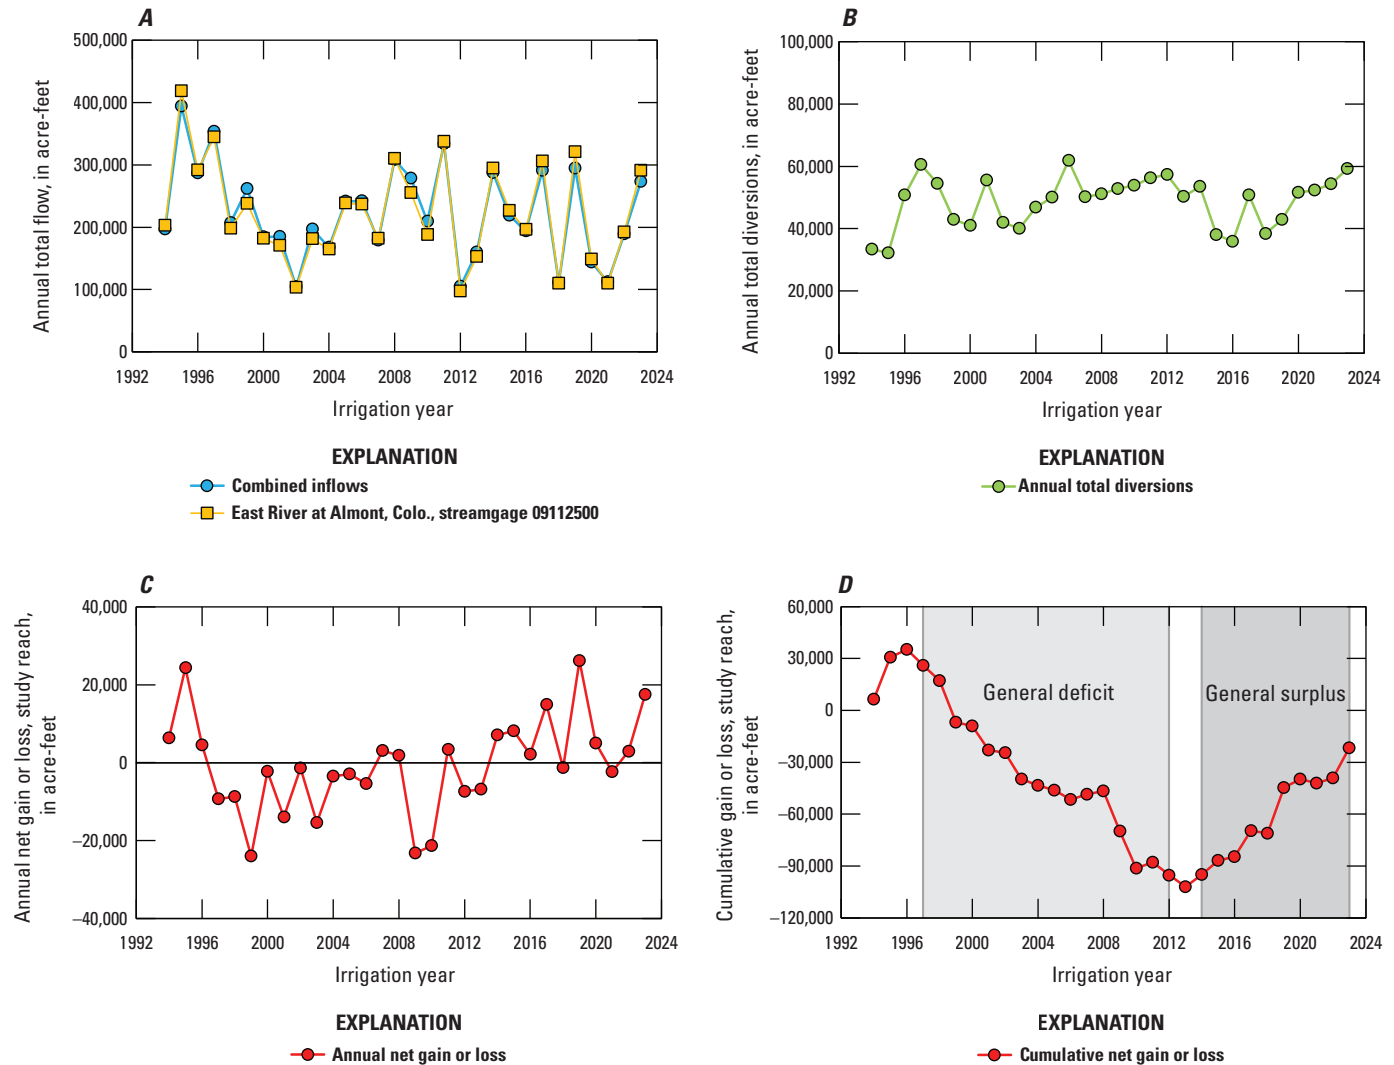 A
Annual total flow, in acre-feet
500,000
400,000
300,000
200,000
100,000
0
1992 1996 2000 2004 2008 2012 2016 2020 2024
Irrigation year
EXPLANATION
Combined inflows
East River at Almont, Colo., streamgage 09112500
B
Annual total diversions, in acre-feet
100,000
80,000
60,000
40,000
20,000
0
1992 1996 2000 2004 2008 2012 2016 2020 2024
Irrigation year
EXPLANATION
Annual total diversions
C
Annual net gain or loss, study reach,
in acre-feet
40,000
20,000
0
−20,000
−40,000
1992 1996 2000 2004 2008 2012 2016 2020 2024
Irrigation year
EXPLANATION
Annual net gain or loss
D
Cumulative gain or loss, study reach,
in acre-feet
60,000
30,000
0
−30,000
−60,000
−90,000
−120,000
General deficit
General surplus
1992 1996 2000 2004 2008 2012 2016 2020 2024
Irrigation year
EXPLANATION
Cumulative net gain or loss